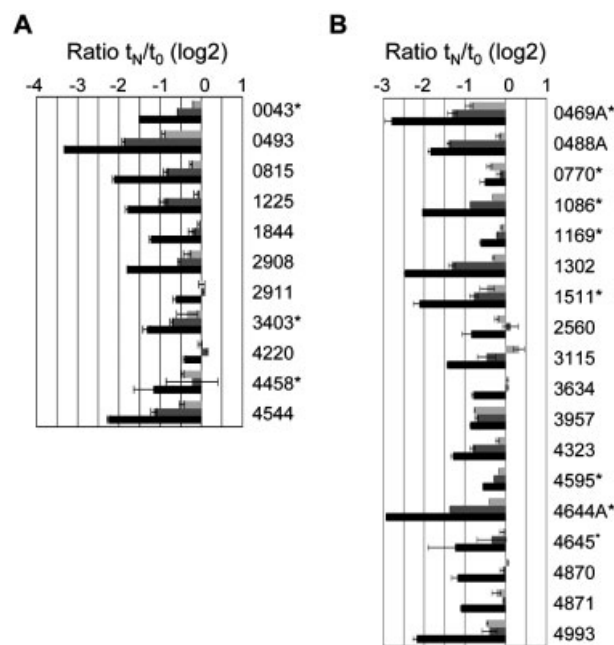 A
Ratio tN/t0 (log2)
-4 -3 -2 -1 0 1
0043*
0493
0815
1225
1844
2908
2911
3403*
4220
4458*
4544
B
Ratio tN/t0 (log2)
-3 -2 -1 0 1
0469A*
0488A
0770*
1086*
1169*
1302
1511*
2560
3115
3634
3957
4323
4595*
4644A*
4645*
4870
4871
4993